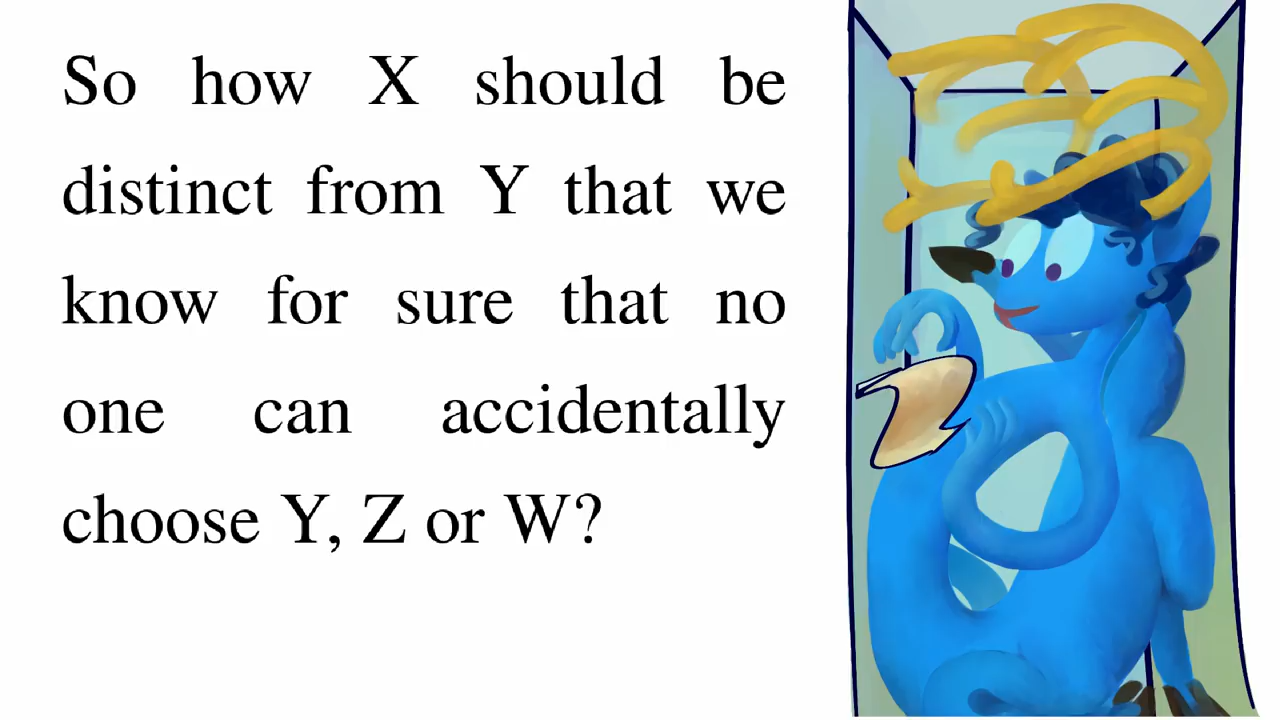 So how X should be
distinct from Y that we
know for sure that no
one can accidentally
choose Y, Z or W?